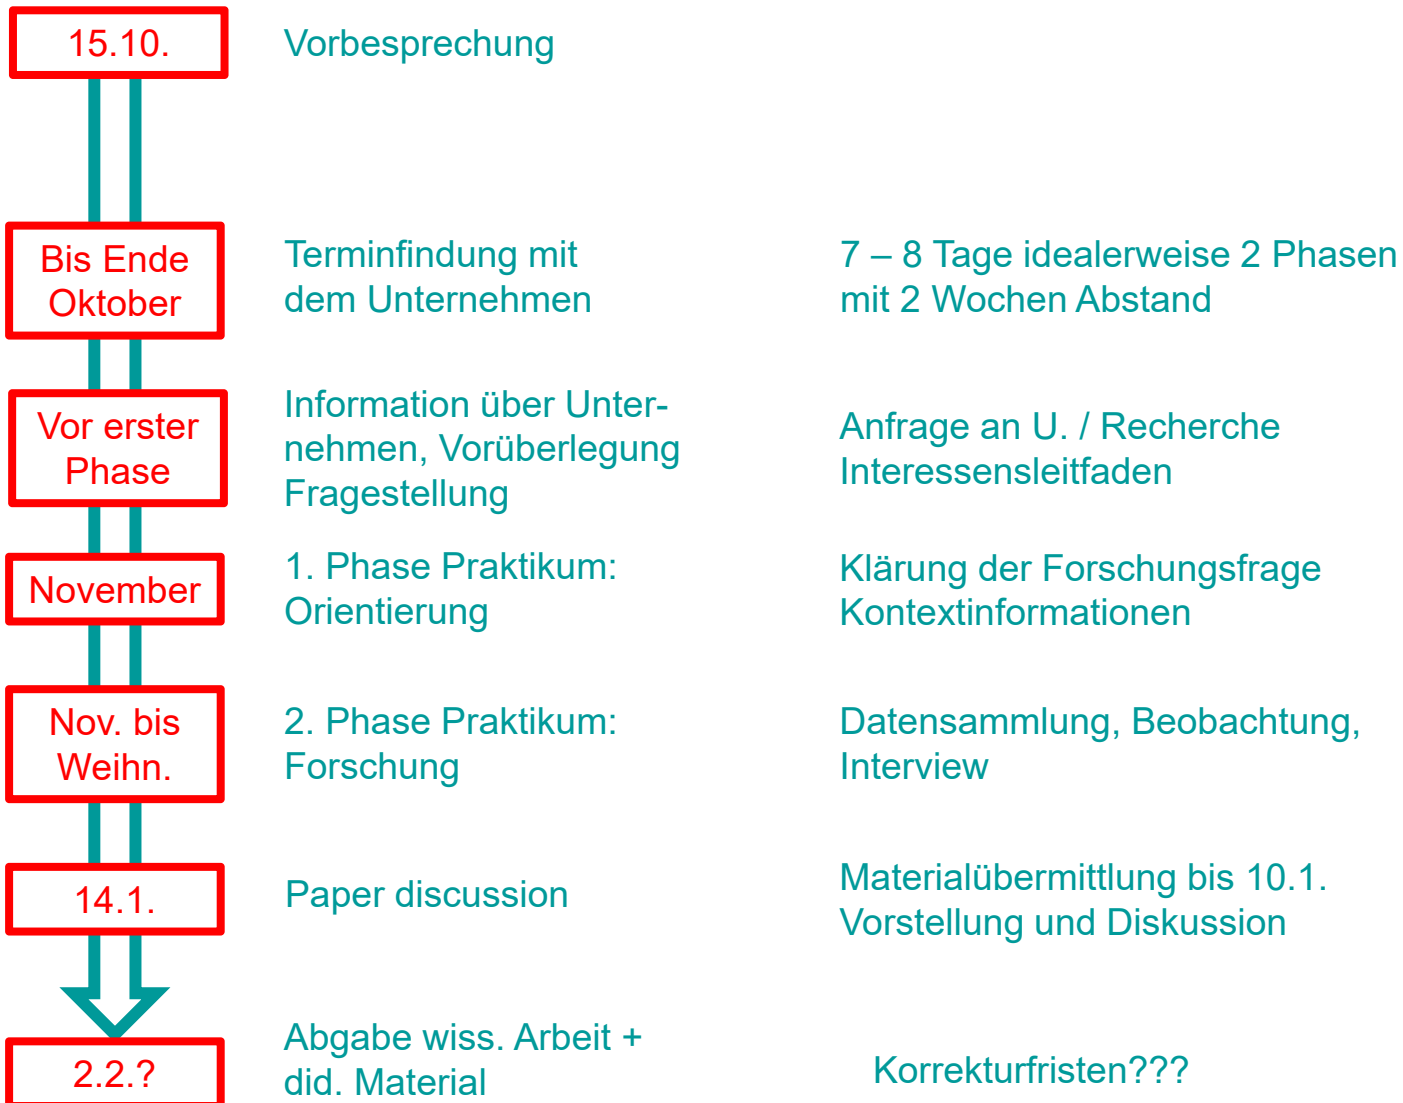 15.10.
Vorbesprechung
Bis Ende
Oktober
Terminfindung mit
dem Unternehmen
7 – 8 Tage idealerweise 2 Phasen
mit 2 Wochen Abstand
Vor erster
Phase
Information über Unter-
nehmen, Vorüberlegung
Fragestellung
Anfrage an U. / Recherche
Interessensleitfaden
November
1. Phase Praktikum:
Orientierung
Klärung der Forschungsfrage
Kontextinformationen
Nov. bis
Weihn.
2. Phase Praktikum:
Forschung
Datensammlung, Beobachtung,
Interview
14.1.
Paper discussion
Materialübermittlung bis 10.1.
Vorstellung und Diskussion
2.2.?
Abgabe wiss. Arbeit +
did. Material
Korrekturfristen???